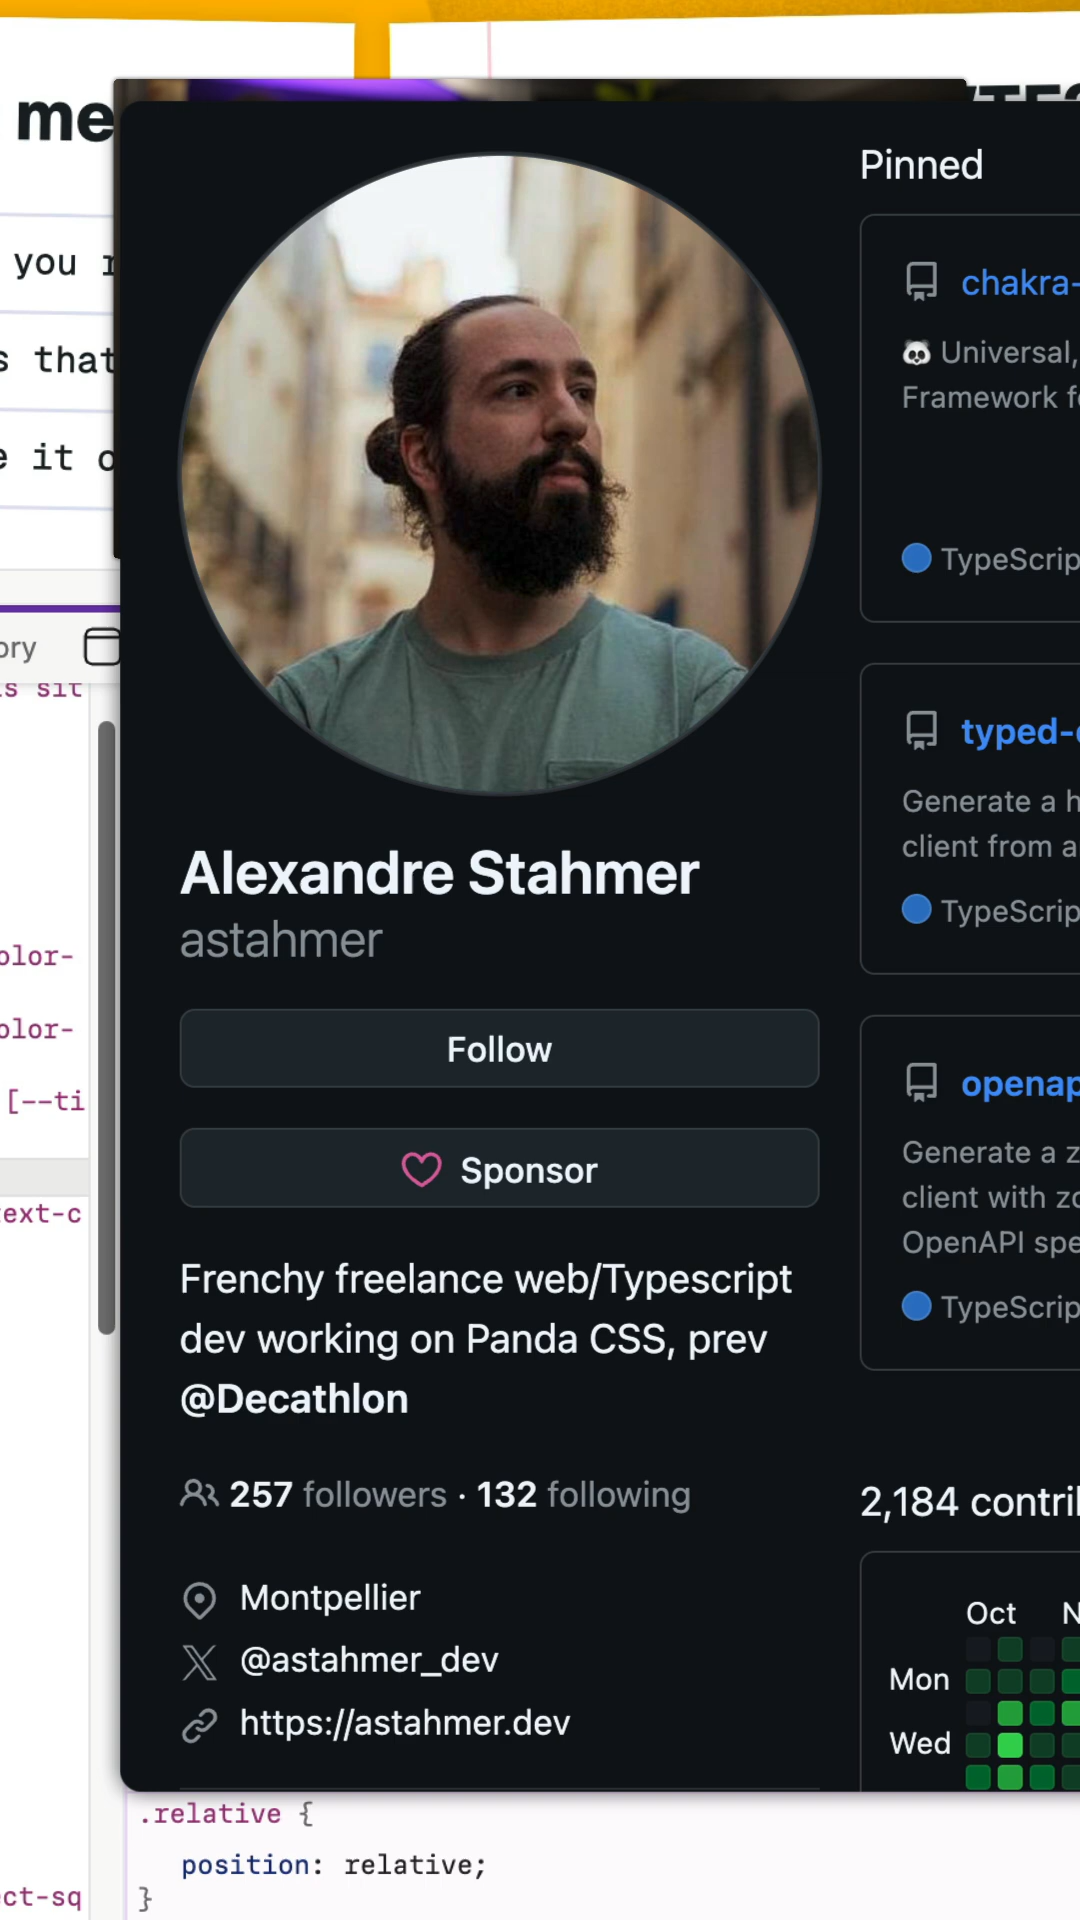 me
you
s that
e it
ory
s sit
olor-
olor-
[--ti
ext-c
ct-sq
Alexandre Stahmer
astahmer
Follow
Sponsor
Frenchy freelance web/Typescript
dev working on Panda CSS, prev
@Decathlon
257 followers · 132 following
Montpellier
@astahmer_dev
https://astahmer.dev
Pinned
chakra-
🐼 Universal,
Framework f
TypeScrip
typed-
Generate a h
client from a
TypeScrip
openap
Generate a z
client with zo
OpenAPI spe
TypeScrip
2,184 contri
Oct N
Mon
Wed
.relative {
position: relative;
}